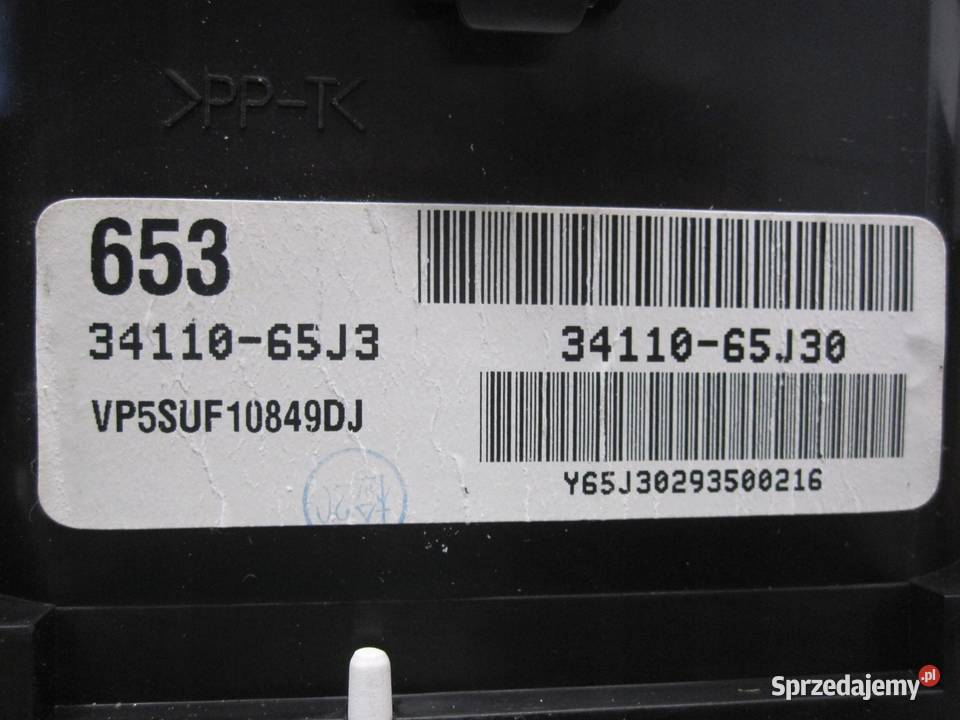 >PP-T<
653
34110-65J3
34110-65J30
VP5SUF10849DJ
Y65J30293500216
Sprzedajemy.pl